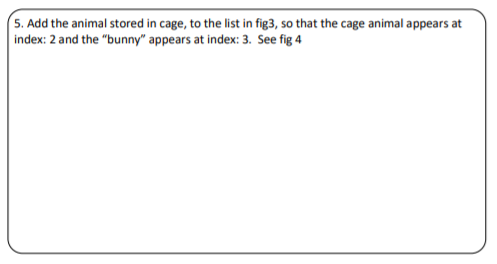 5. Add the animal stored in cage, to the list in fig3, so that the cage animal appears at
index: 2 and the “bunny” appears at index: 3.  See fig 4